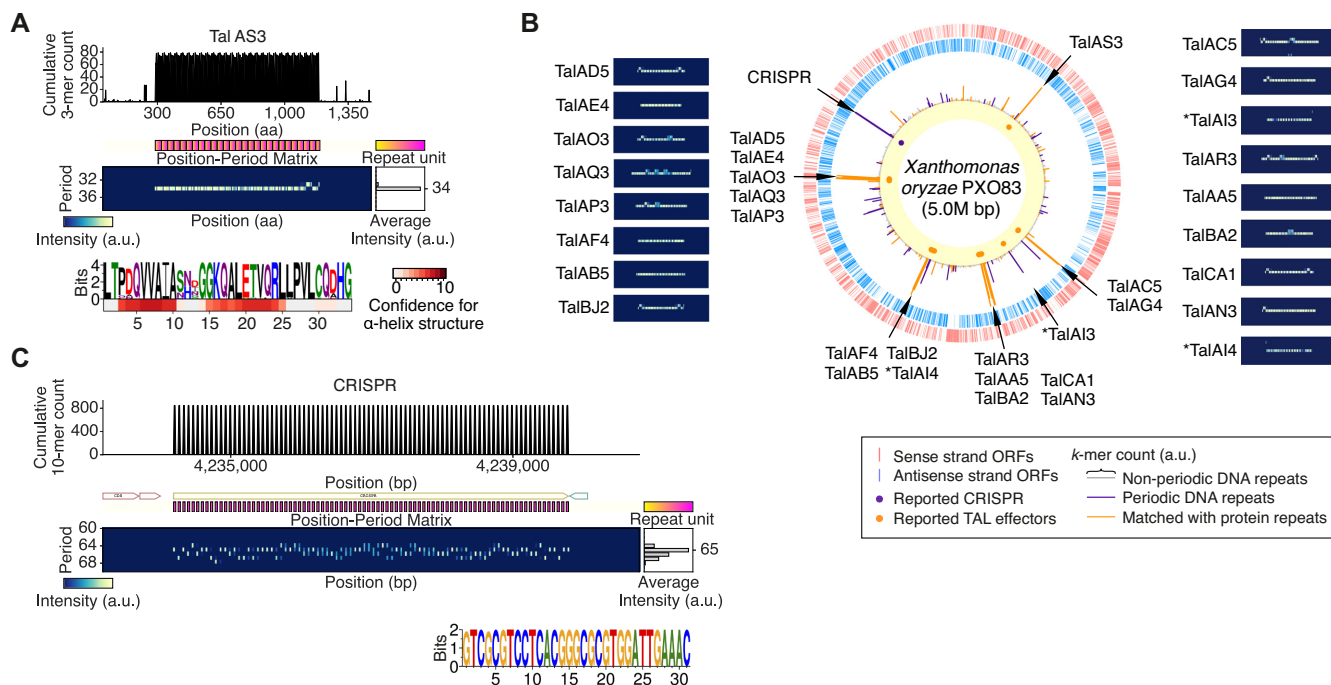 A
Tal AS3
Cumulative
3-mer count
80
60
40
20
0
300
650
1,000
1,350
Position (aa)
Position-Period Matrix
Repeat unit
Period
32
36
34
Position (aa)
Average
Intensity (a.u.)
Intensity (a.u.)
Bits
4
2
0
5
10
15
20
25
30
LTPDQVVAIASNGGKQALETVQRLLPVLCQDHG
0
10
Confidence for
α-helix structure
B
TalAD5
TalAE4
TalAO3
TalAQ3
TalAP3
TalAF4
TalAB5
TalBJ2
CRISPR
TalAS3
TalAD5
TalAE4
TalAO3
TalAQ3
TalAP3
Xanthomonas
oryzae PXO83
(5.0M bp)
TalAC5
TalAG4
*TalAI3
TalAF4
TalAB5
TalBJ2
*TalAI4
TalAR3
TalAA5
TalBA2
TalCA1
TalAN3
TalAC5
TalAG4
*TalAI3
TalAR3
TalAA5
TalBA2
TalCA1
TalAN3
*TalAI4
Sense strand ORFs
Antisense strand ORFs
Reported CRISPR
Reported TAL effectors
k-mer count (a.u.)
Non-periodic DNA repeats
Periodic DNA repeats
Matched with protein repeats
C
CRISPR
Cumulative
10-mer count
800
400
0
4,235,000
4,239,000
Position (bp)
CDS
CRISPR
Position-Period Matrix
Repeat unit
Period
60
64
68
65
Position (bp)
Average
Intensity (a.u.)
Intensity (a.u.)
Bits
2
1
0
GTCGCGTCCTCACGGGCGCGTGGATTGAAAC
5
10
15
20
25
30